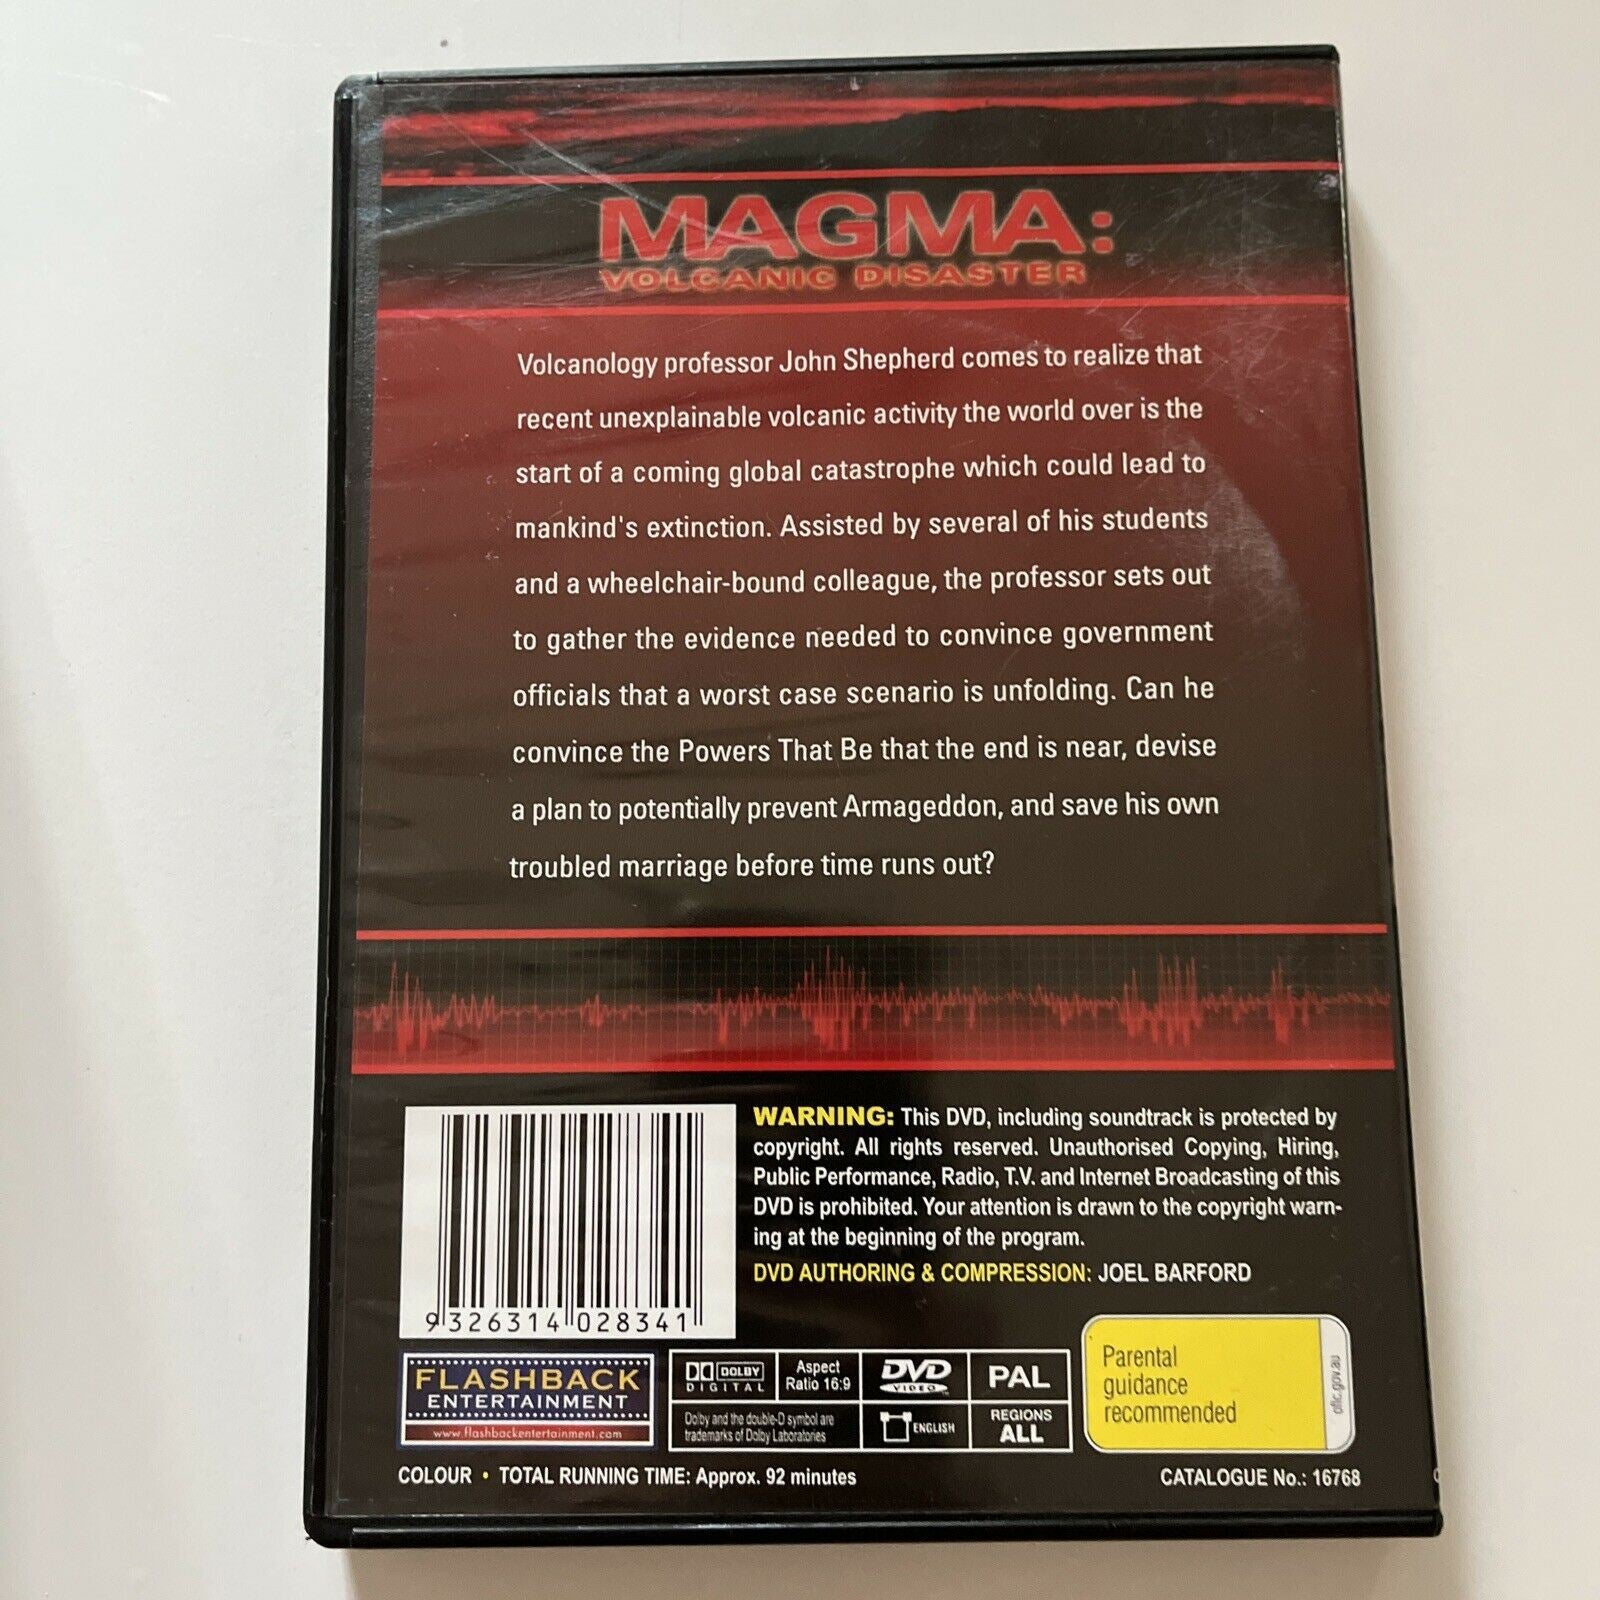 MAGMA:
VOLCANIC DISASTER
Volcanology professor John Shepherd comes to realize that
recent unexplainable volcanic activity the world over is the
start of a coming global catastrophe which could lead to
mankind's extinction. Assisted by several of his students
and a wheelchair-bound colleague, the professor sets out
to gather the evidence needed to convince government
officials that a worst case scenario is unfolding. Can he
convince the Powers That Be that the end is near, devise
a plan to potentially prevent Armageddon, and save his own
troubled marriage before time runs out?
WARNING: This DVD, including soundtrack is protected by
copyright. All rights reserved. Unauthorised Copying, Hiring,
Public Performance, Radio, T.V. and Internet Broadcasting of this
DVD is prohibited. Your attention is drawn to the copyright warn-
ing at the beginning of the program.
DVD AUTHORING & COMPRESSION: JOEL BARFORD
9 326314 028341
FLASHBACK
ENTERTAINMENT
www.flashbackentertainment.com
DOLBY
DIGITAL
Dolby and the double-D symbol are
trademarks of Dolby Laboratories
Aspect
Ratio 16:9
DVD
VIDEO
ENGLISH
PAL
REGIONS
ALL
Parental
guidance
recommended
oflc.gov.au
COLOUR • TOTAL RUNNING TIME: Approx. 92 minutes
CATALOGUE No.: 16768